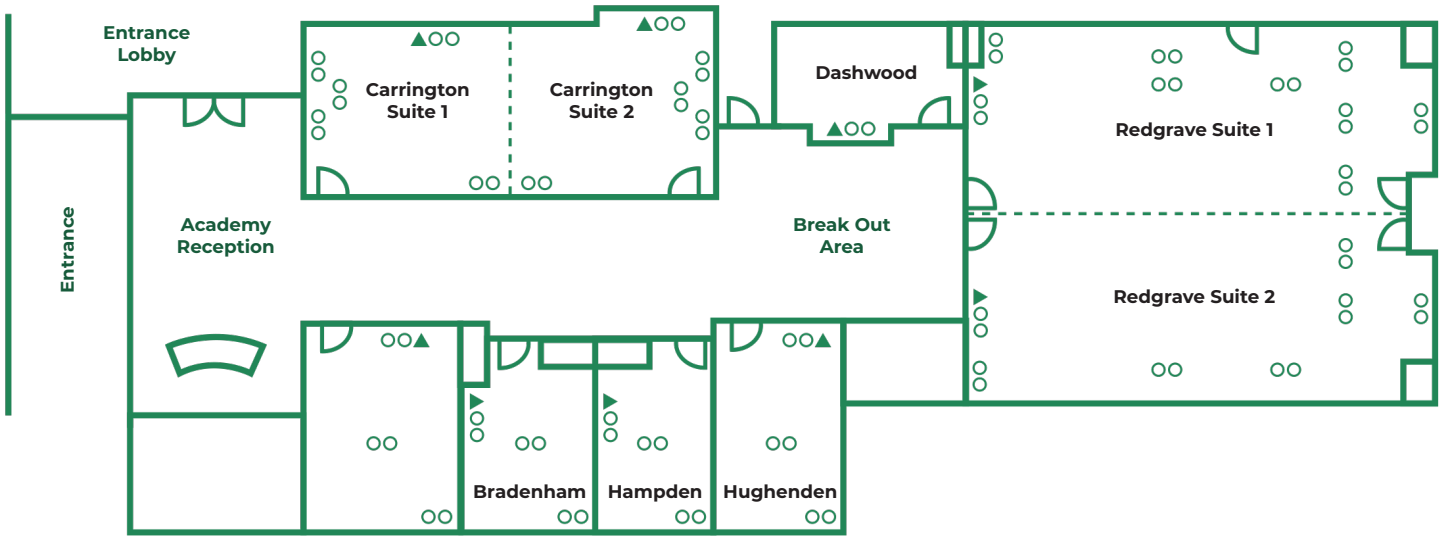 Entrance
Lobby
Carrington
Suite 1
Carrington
Suite 2
Dashwood
Redgrave Suite 1
Entrance
Academy
Reception
Break Out
Area
Redgrave Suite 2
Bradenham
Hampden
Hughenden